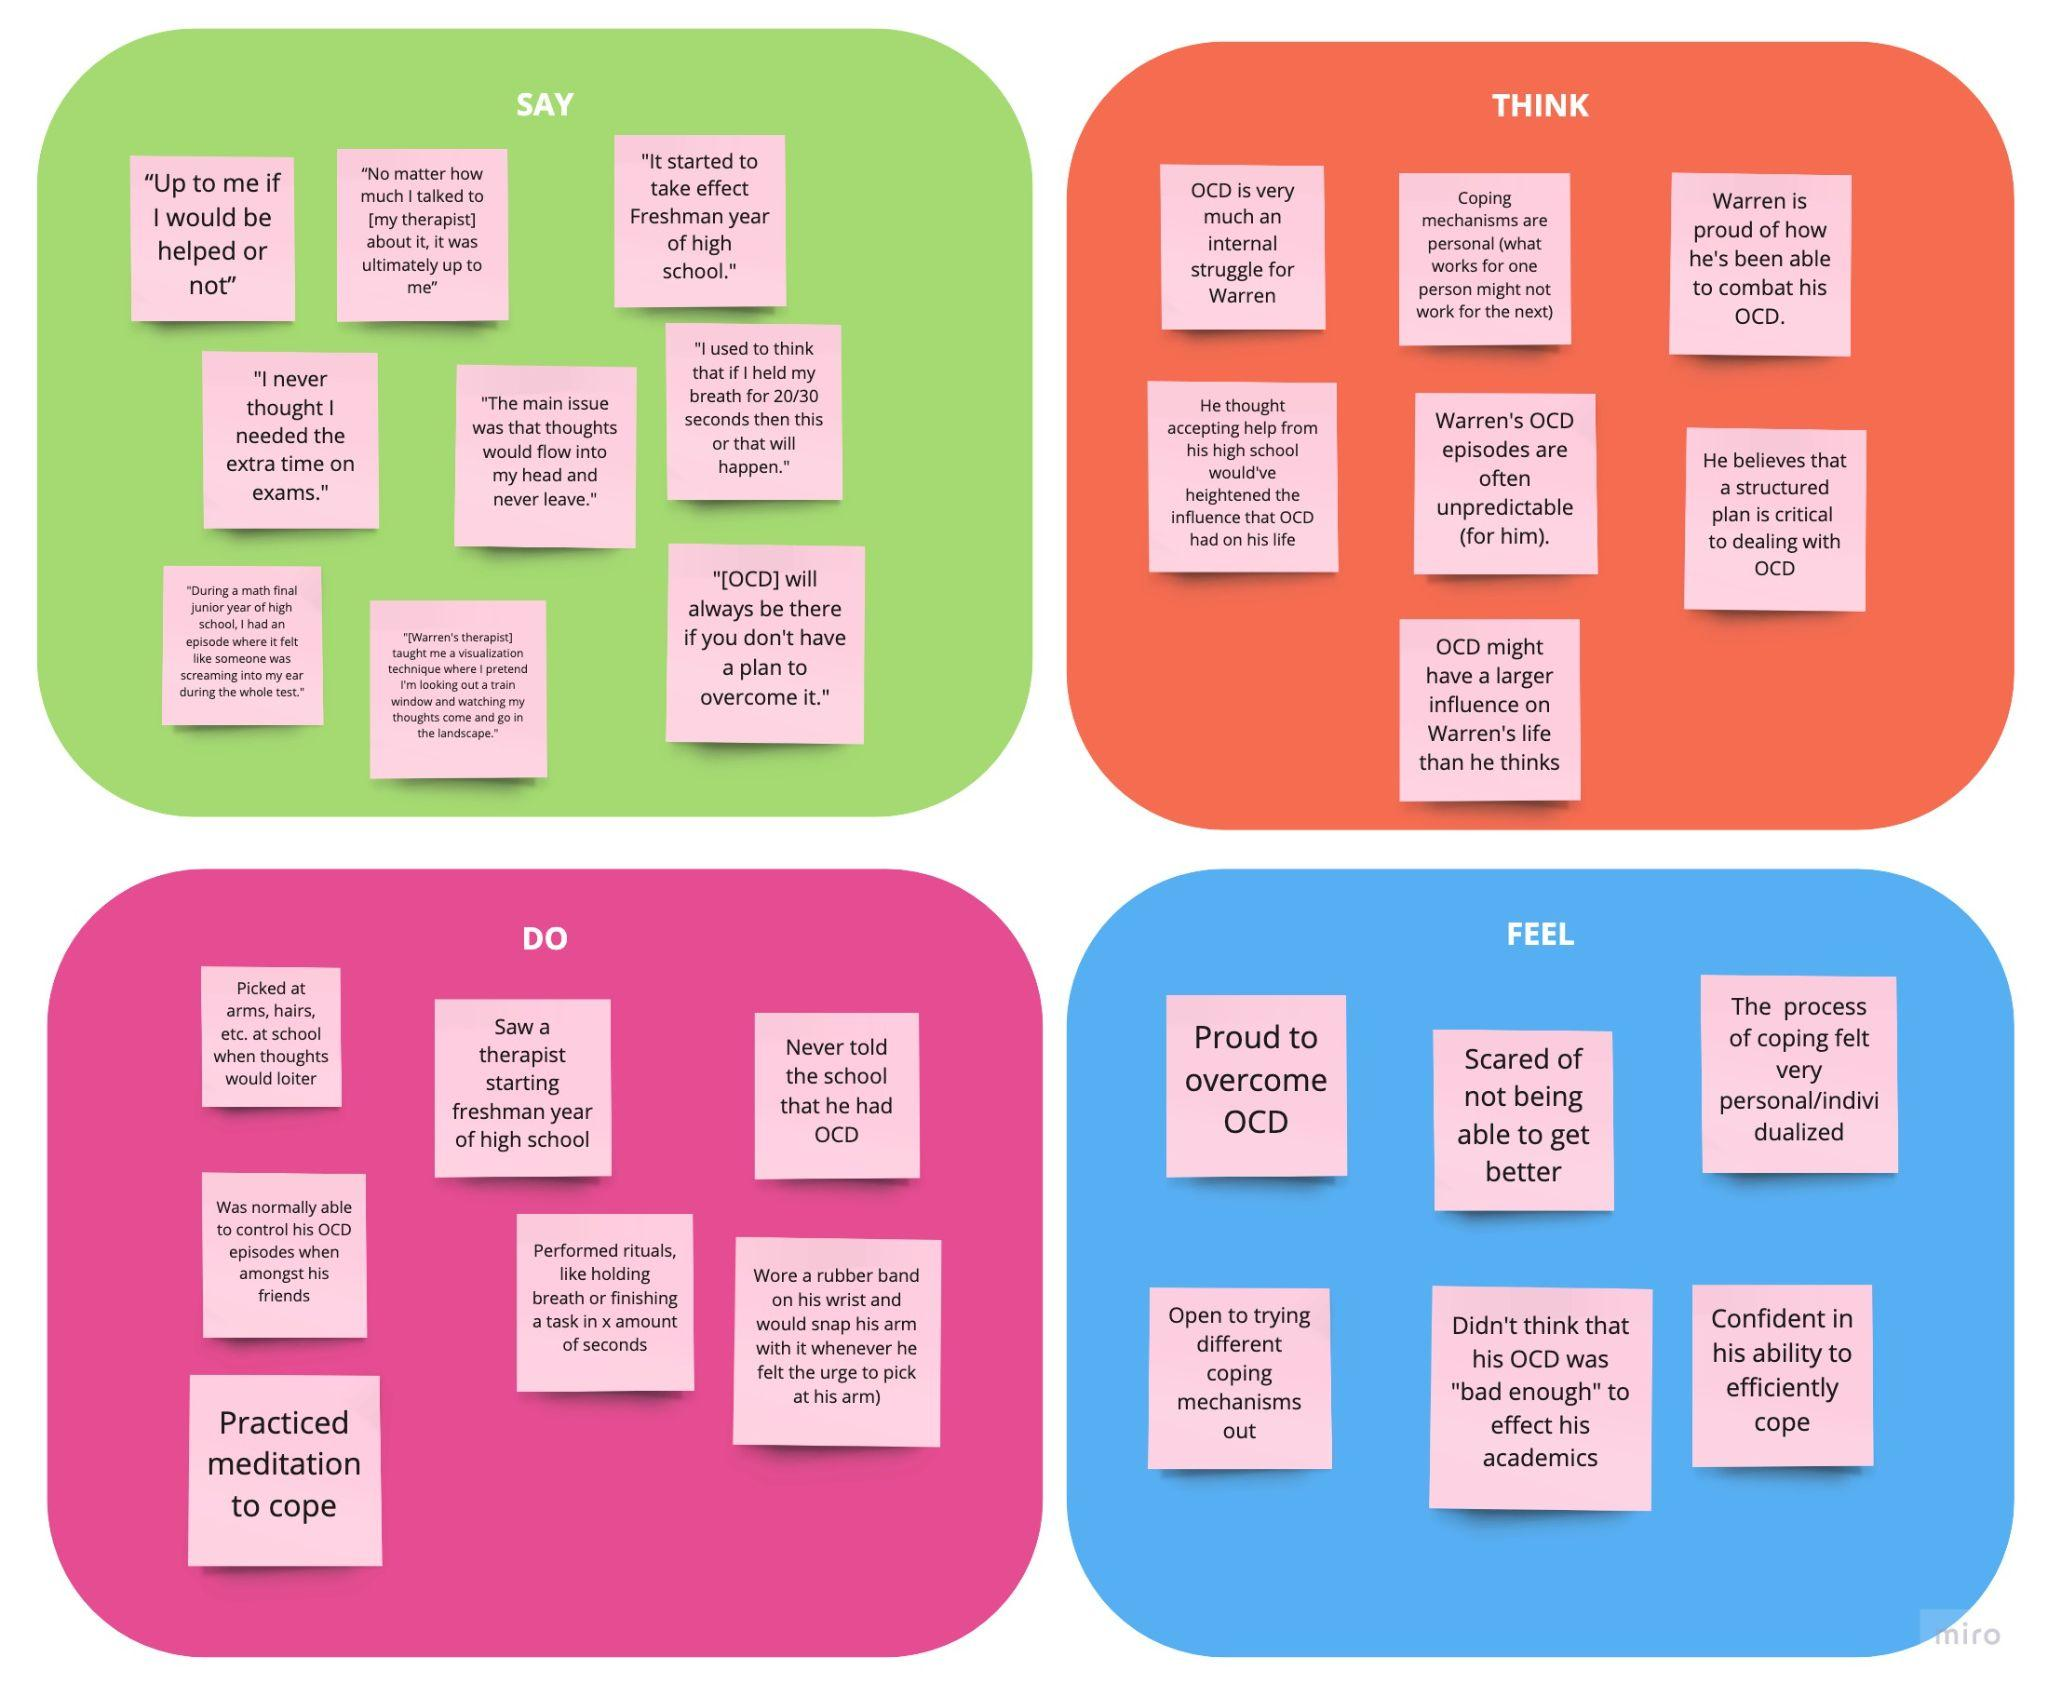 SAY
“Up to me if
I would be
helped or
not”
“No matter how
much I talked to
[my therapist]
about it, it was
ultimately up to
me”
"It started to
take effect
Freshman year
of high
school."
"I never
thought I
needed the
extra time on
exams."
"The main issue
was that thoughts
would flow into
my head and
never leave."
"I used to think
that if I held my
breath for 20/30
seconds then this
or that will
happen."
"During a math final
junior year of high
school, I had an
episode where it felt
like someone was
screaming into my ear
during the whole test."
"[Warren's therapist]
taught me a visualization
technique where I pretend
I'm looking out a train
window and watching my
thoughts come and go in
the landscape."
"[OCD] will
always be there
if you don't have
a plan to
overcome it."
THINK
OCD is very
much an
internal
struggle for
Warren
Coping
mechanisms are
personal (what
works for one
person might not
work for the next)
Warren is
proud of how
he's been able
to combat his
OCD.
He thought
accepting help from
his high school
would've
heightened the
influence that OCD
had on his life
Warren's OCD
episodes are
often
unpredictable
(for him).
He believes that
a structured
plan is critical
to dealing with
OCD
OCD might
have a larger
influence on
Warren's life
than he thinks
DO
Picked at
arms, hairs,
etc. at school
when thoughts
would loiter
Saw a
therapist
starting
freshman year
of high school
Never told
the school
that he had
OCD
Was normally able
to control his OCD
episodes when
amongst his
friends
Performed rituals,
like holding
breath or finishing
a task in x amount
of seconds
Wore a rubber band
on his wrist and
would snap his arm
with it whenever he
felt the urge to pick
at his arm)
Practiced
meditation
to cope
FEEL
Proud to
overcome
OCD
Scared of
not being
able to get
better
The process
of coping felt
very
personal/indivi
dualized
Open to trying
different
coping
mechanisms
out
Didn't think that
his OCD was
"bad enough" to
effect his
academics
Confident in
his ability to
efficiently
cope
miro